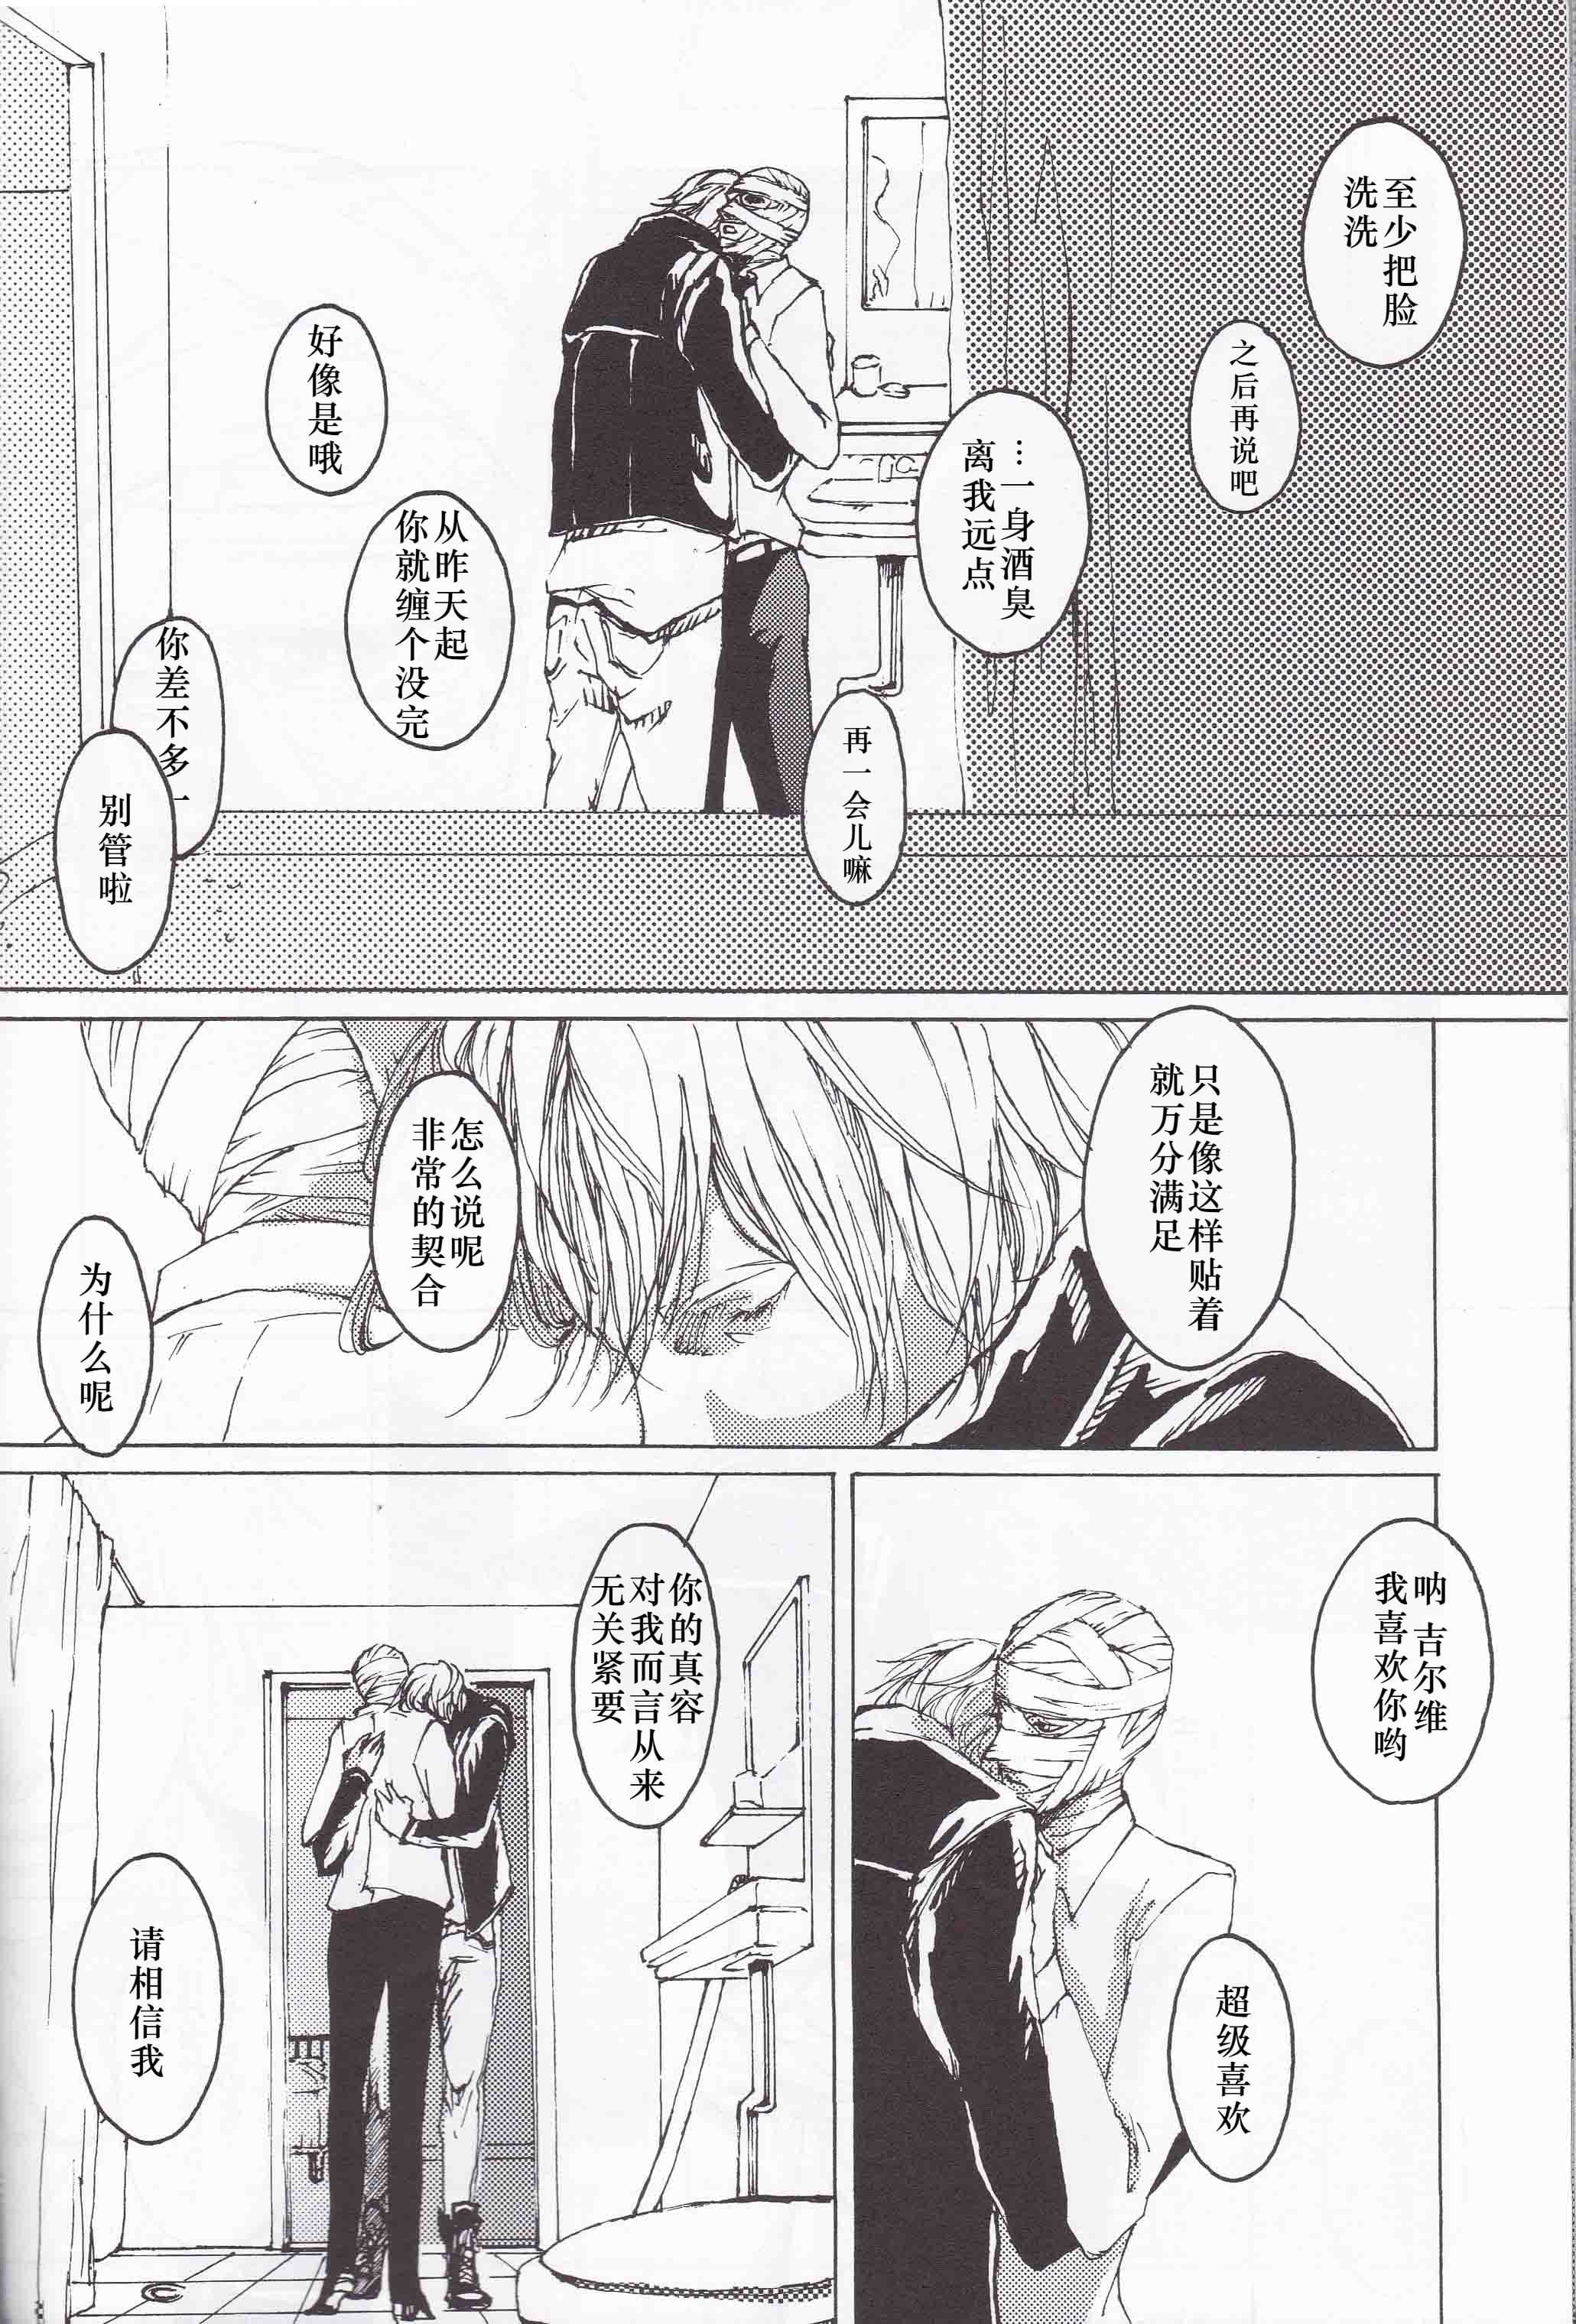 至少把脸
洗洗
之后再说吧
…一身酒臭
离我远点
再一会儿嘛
从昨天起
你就缠个没完
好像是哦
你差不多一
别管啦
只是像这样贴着
就万分满足
怎么说呢
非常的契合
为什么呢
呐 吉尔维
我喜欢你哟
超级喜欢
你的真容
对我而言从来
无关紧要
请相信我